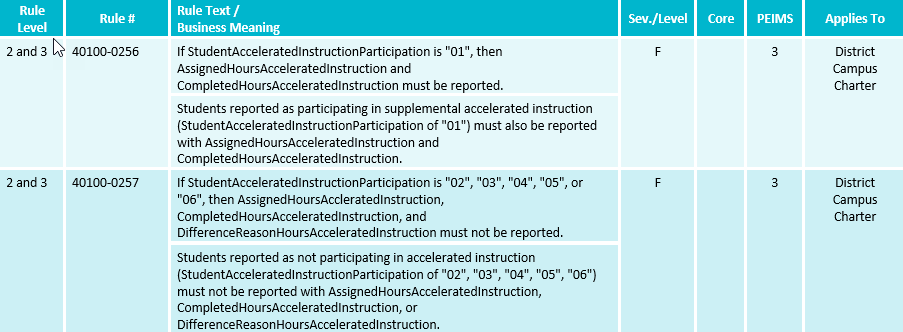 Rule Level
Rule #
Rule Text /
Business Meaning
Sev./Level
Core
PEIMS
Applies To
2 and 3
40100-0256
If StudentAcceleratedInstructionParticipation is "01", then
AssignedHoursAcceleratedInstruction and
CompletedHoursAcceleratedInstruction must be reported.
F
3
District
Campus
Charter
Students reported as participating in supplemental accelerated instruction
(StudentAcceleratedInstructionParticipation of "01") must also be reported
with AssignedHoursAcceleratedInstruction and
CompletedHoursAcceleratedInstruction.
2 and 3
40100-0257
If StudentAcceleratedInstructionParticipation is "02", "03", "04", "05", or
"06", then AssignedHoursAccleratedInstruction,
CompletedHoursAcceleratedInstruction, and
DifferenceReasonHoursAcceleratedInstruction must not be reported.
F
3
District
Campus
Charter
Students reported as not participating in accelerated instruction
(StudentAcceleratedInstructionParticipation of "02", "03", "04", "05", "06")
must not be reported with AssignedHoursAcceleratedInstruction,
CompletedHoursAcceleratedInstruction, or
DifferenceReasonHoursAcceleratedInstruction.